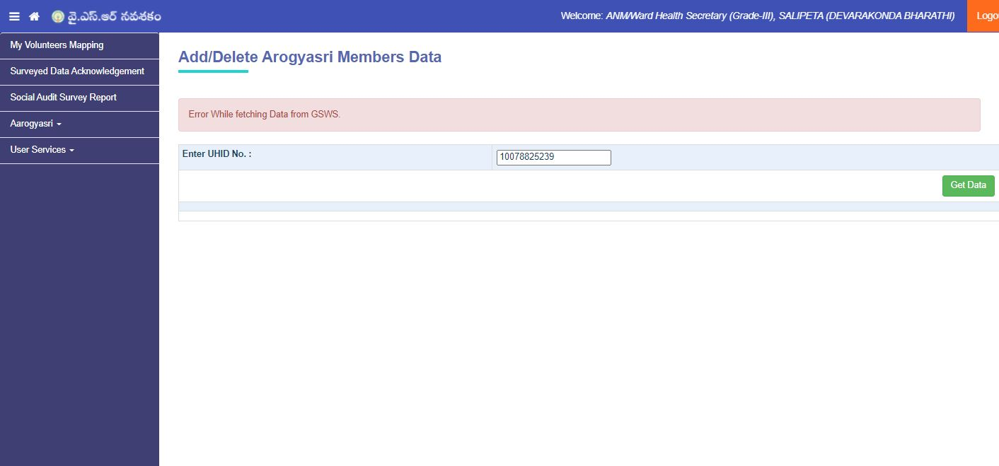 వై.ఎస్.ఆర్ నవశకం
Welcome: ANM/Ward Health Secretary (Grade-III), SALIPETA (DEVARAKONDA BHARATHI)
Logo
My Volunteers Mapping
Surveyed Data Acknowledgement
Social Audit Survey Report
Aarogyasri
User Services
Add/Delete Arogyasri Members Data
Error While fetching Data from GSWS.
Enter UHID No. :
10078825239
Get Data